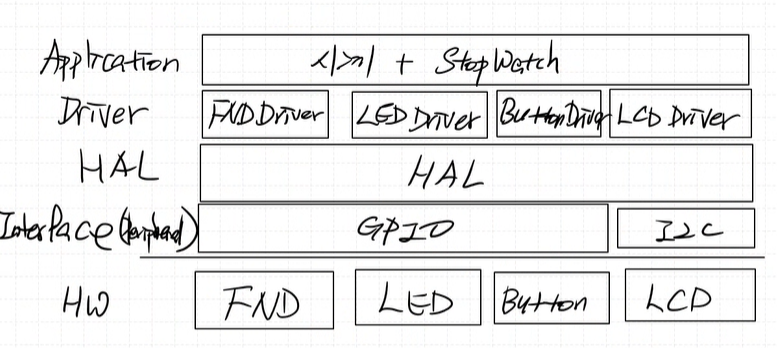 Application 시계 + StopWatch
Driver FND Driver LED Driver Button Driver LCD Driver
HAL HAL
Interface (Peripheral) GPIO I2C
HW FND LED Button LCD